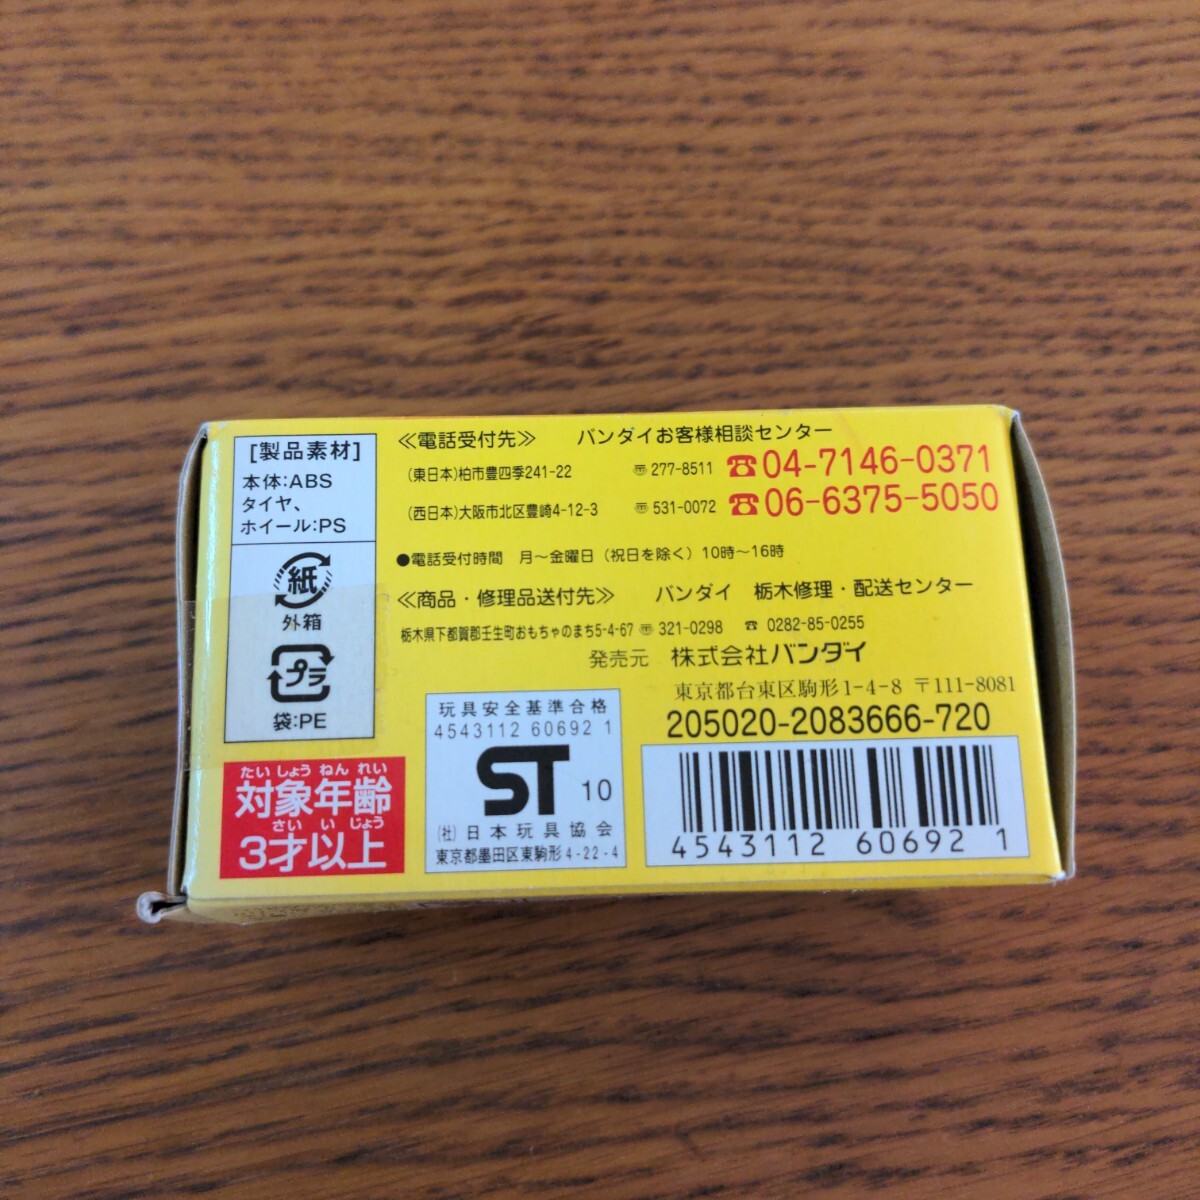 [製品素材]
本体:ABS
タイヤ、
ホイール:PS
紙
外箱
プラ
袋:PE
たいしょうねんれい
対象年齢
さいいじょう
3才以上
≪電話受付先≫ バンダイお客様相談センター
(東日本)柏市豊四季241-22 〠277-8511 ☎04-7146-0371
(西日本)大阪市北区豊崎4-12-3 〠531-0072 ☎06-6375-5050
●電話受付時間 月〜金曜日(祝日を除く)10時〜16時
≪商品・修理品送付先≫ バンダイ 栃木修理・配送センター
栃木県下都賀郡壬生町おもちゃのまち5-4-67 〠321-0298 ☎0282-85-0255
発売元 株式会社バンダイ
東京都台東区駒形1-4-8 〒111-8081
205020-2083666-720
玩具安全基準合格
4543112 60692 1
ST 10
(社)日本玩具協会
東京都墨田区東駒形4-22-4
4543112 60692 1